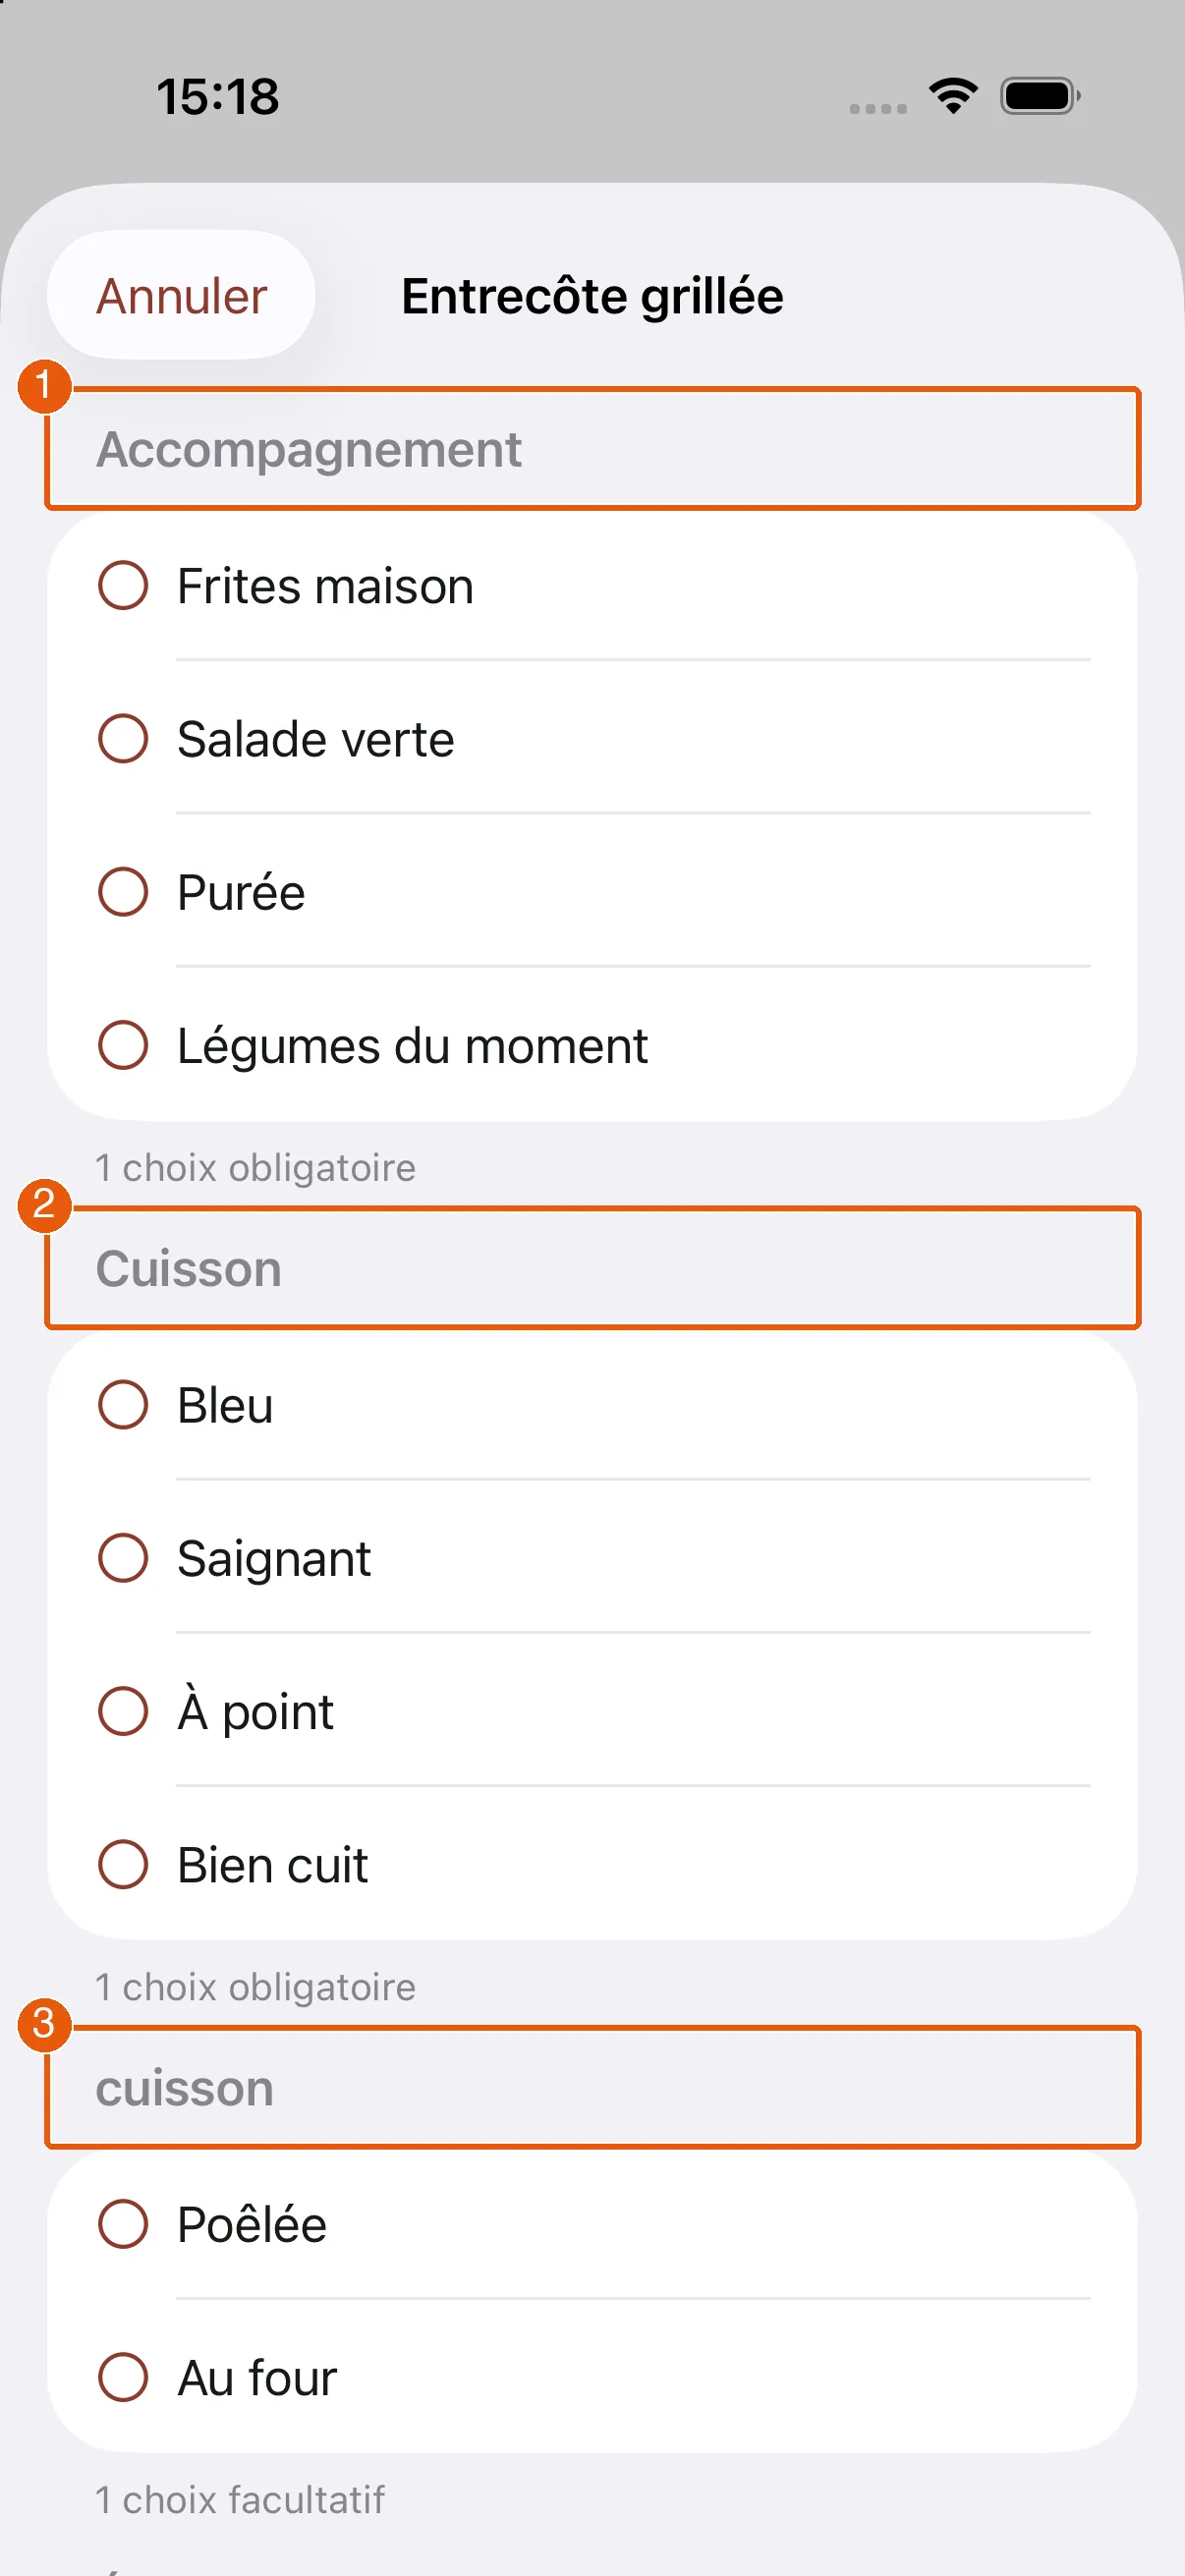 15:18
Annuler
Entrecôte grillée
1
Accompagnement
Frites maison
Salade verte
Purée
Légumes du moment
1 choix obligatoire
2
Cuisson
Bleu
Saignant
À point
Bien cuit
1 choix obligatoire
3
cuisson
Poêlée
Au four
1 choix facultatif